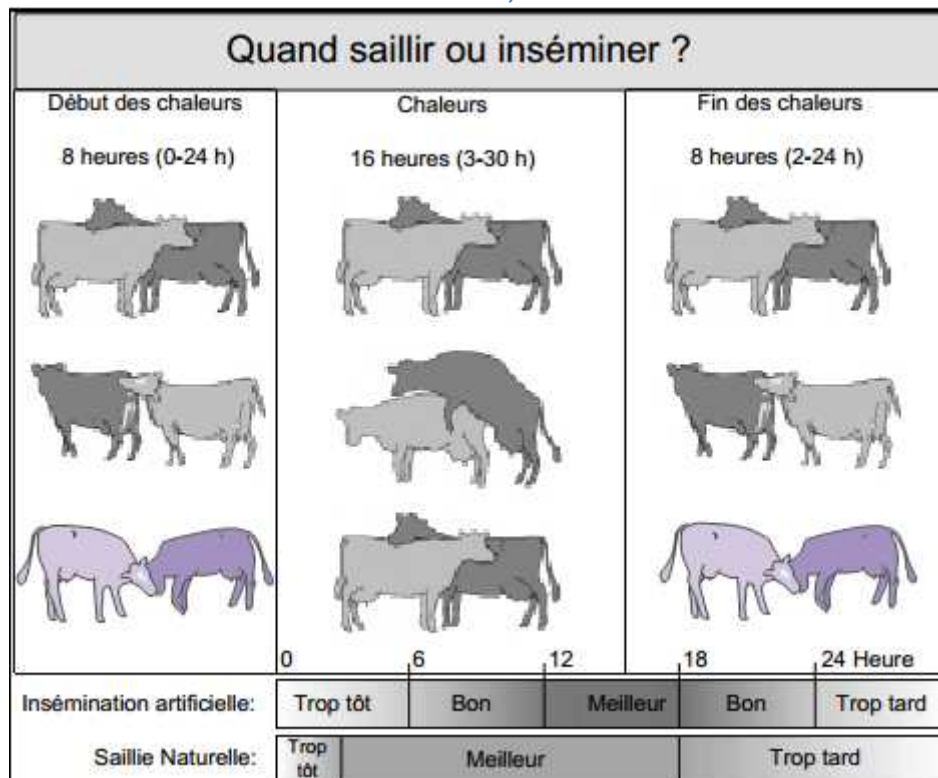 Quand saillir ou inséminer ?
Début des chaleurs
8 heures (0-24 h)
Chaleurs
16 heures (3-30 h)
Fin des chaleurs
8 heures (2-24 h)
0 6 12 18 24 Heure
Insémination artificielle: Trop tôt Bon Meilleur Bon Trop tard
Saillie Naturelle: Trop tôt Meilleur Trop tard